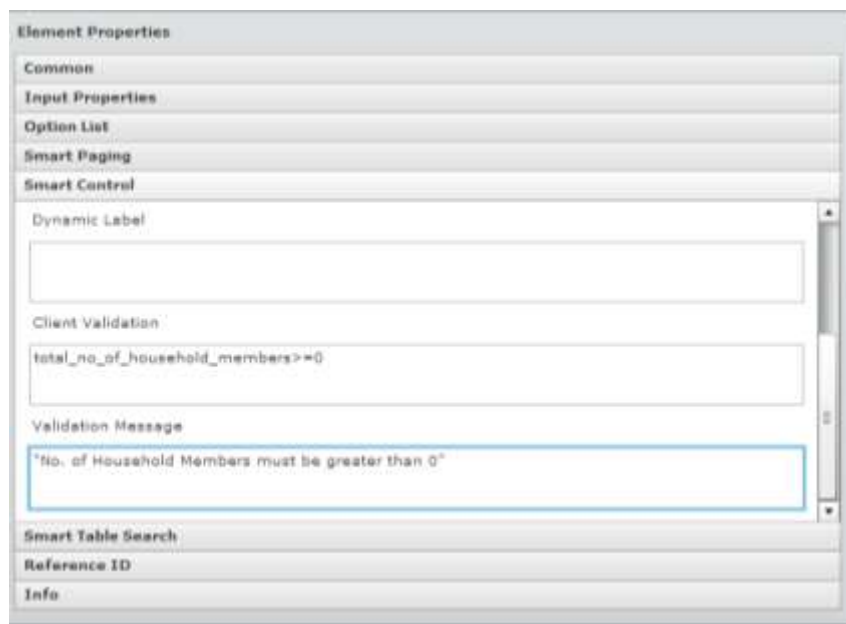 Element Properties
Common
Input Properties
Option List
Smart Paging
Smart Control
Dynamic Label
Client Validation
total_no_of_household_members>=0
Validation Message
"No. of Household Members must be greater than 0"
Smart Table Search
Reference ID
Info